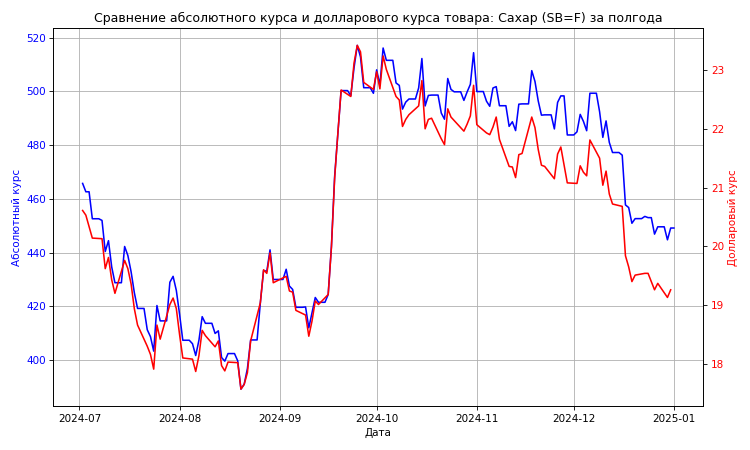 Сравнение абсолютного курса и долларового курса товара: Сахар (SB=F) за полгода
520
500
480
460
440
420
400
Абсолютный курс
23
22
21
20
19
18
Долларовый курс
2024-07 2024-08 2024-09 2024-10 2024-11 2024-12 2025-01
Дата